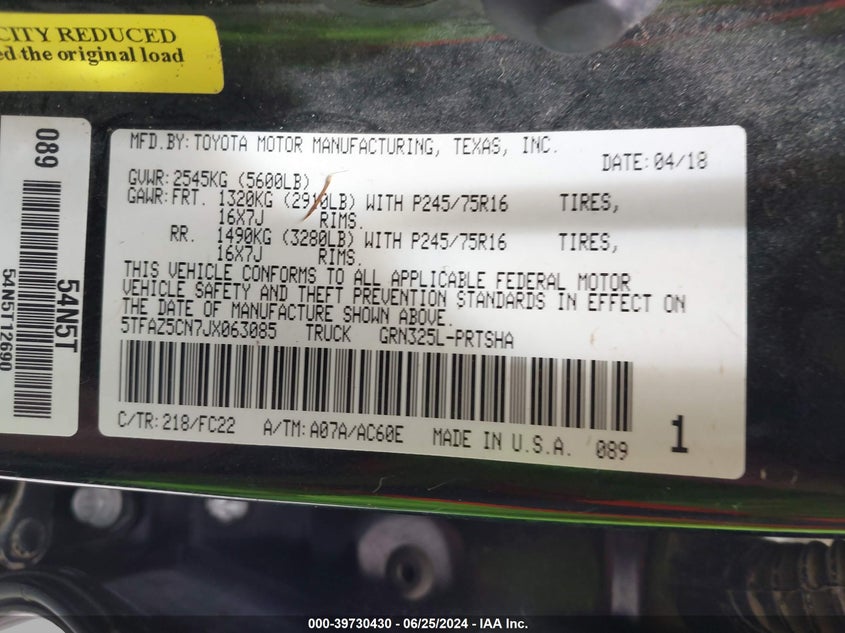 CITY REDUCED
ed the original load
089
54N5T
54N5T12690
MFD.BY: TOYOTA MOTOR MANUFACTURING, TEXAS, INC.
DATE: 04/18
GVWR: 2545KG (5600LB)
GAWR: FRT. 1320KG (2910LB) WITH P245/75R16 TIRES,
16X7J RIMS.
RR. 1490KG (3280LB) WITH P245/75R16 TIRES,
16X7J RIMS.
THIS VEHICLE CONFORMS TO ALL APPLICABLE FEDERAL MOTOR
VEHICLE SAFETY AND THEFT PREVENTION STANDARDS IN EFFECT ON
THE DATE OF MANUFACTURE SHOWN ABOVE.
5TFAZ5CN7JX063085 TRUCK GRN325L-PRTSHA
C/TR: 218/FC22 A/TM: A07A/AC60E MADE IN U.S.A. 089 1
000-39730430 / 06/25/2024 - IAA Inc.